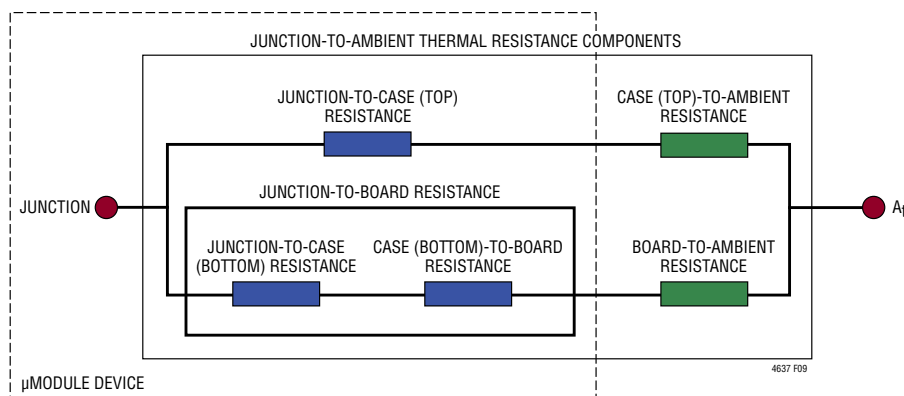 JUNCTION-TO-AMBIENT THERMAL RESISTANCE COMPONENTS
JUNCTION-TO-CASE (TOP)
RESISTANCE
CASE (TOP)-TO-AMBIENT
RESISTANCE
JUNCTION
JUNCTION-TO-BOARD RESISTANCE
JUNCTION-TO-CASE
(BOTTOM) RESISTANCE
CASE (BOTTOM)-TO-BOARD
RESISTANCE
BOARD-TO-AMBIENT
RESISTANCE
4637 F09
µMODULE DEVICE